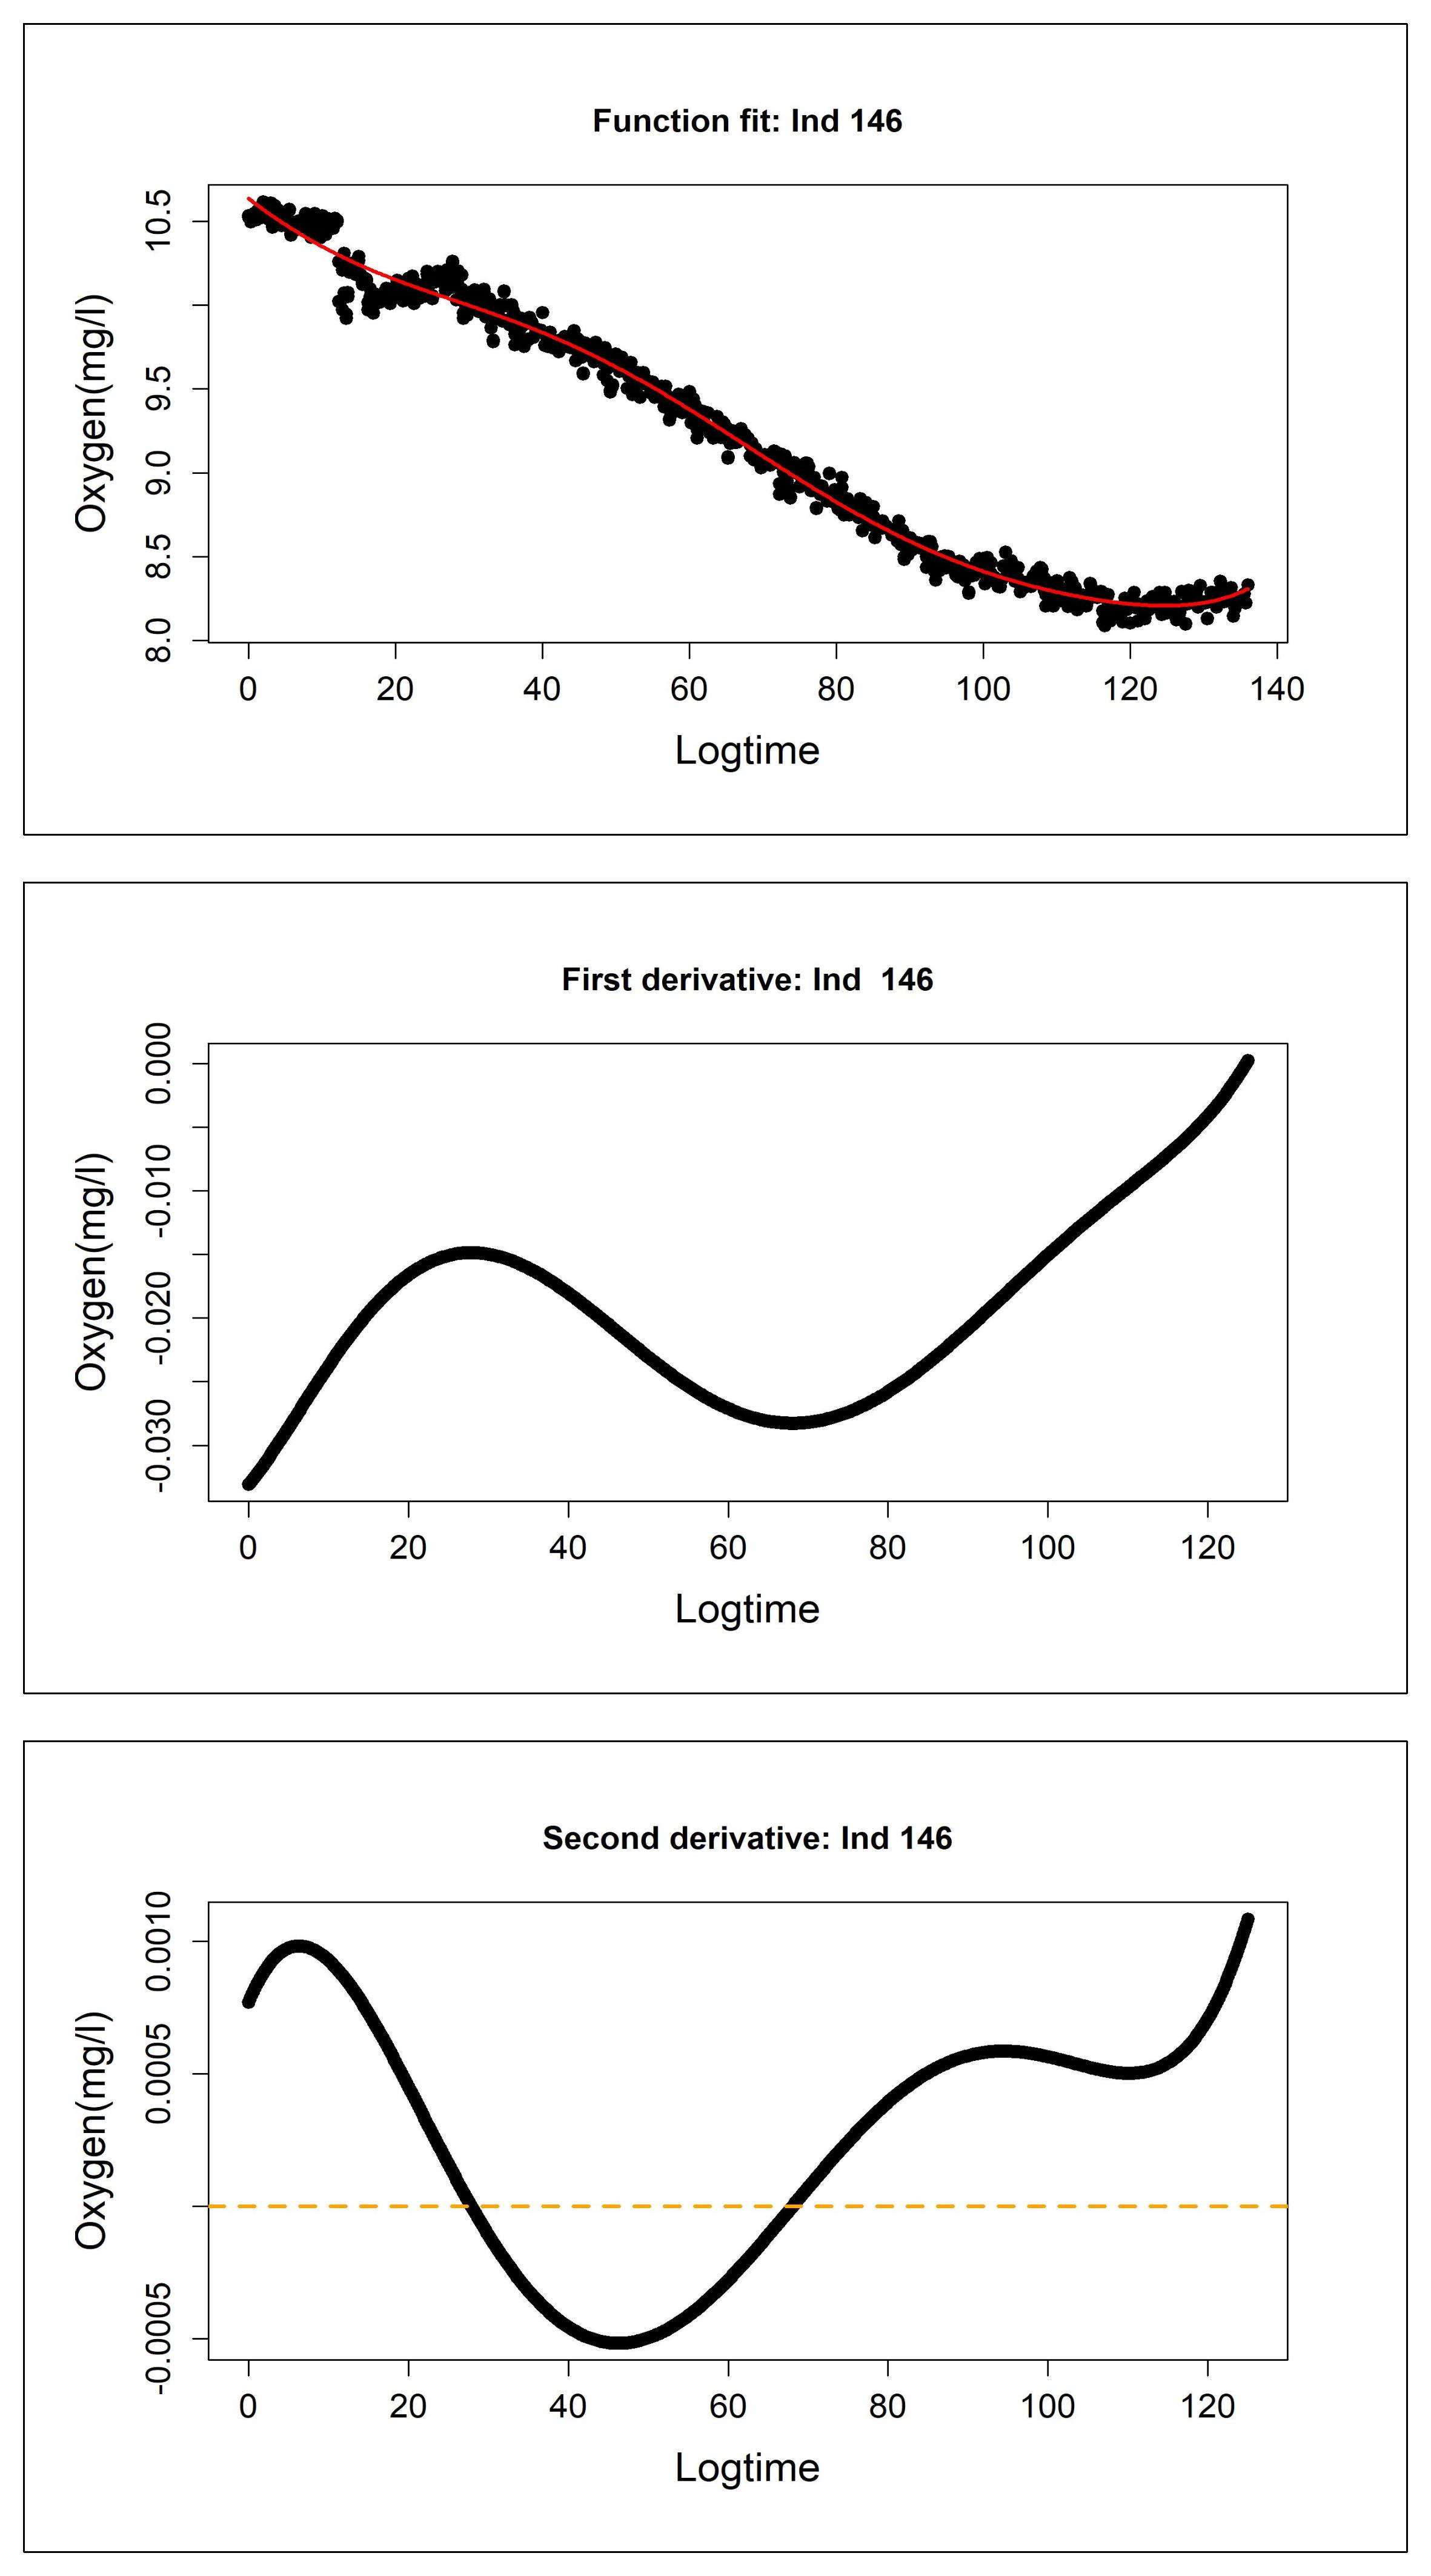 Function fit: Ind 146
Oxygen(mg/l)
10.5
9.5
9.0
8.5
8.0
0 20 40 60 80 100 120 140
Logtime
First derivative: Ind  146
Oxygen(mg/l)
0.000
-0.010
-0.020
-0.030
0 20 40 60 80 100 120
Logtime
Second derivative: Ind 146
Oxygen(mg/l)
0.0010
0.0005
-0.0005
0 20 40 60 80 100 120
Logtime